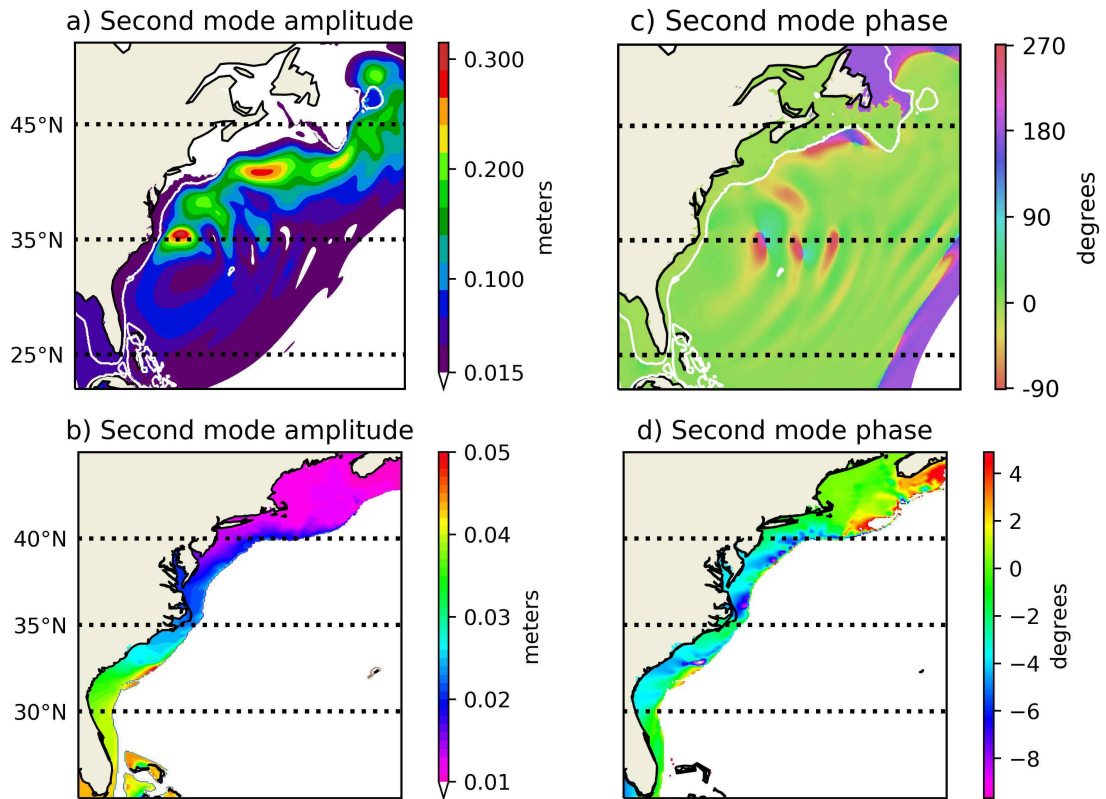 a) Second mode amplitude
45°N
35°N
25°N
0.300
0.200
0.100
0.015
meters
c) Second mode phase
270
180
90
0
-90
degrees
b) Second mode amplitude
40°N
35°N
30°N
0.05
0.04
0.03
0.02
0.01
meters
d) Second mode phase
4
2
0
−2
−4
−6
−8
degrees